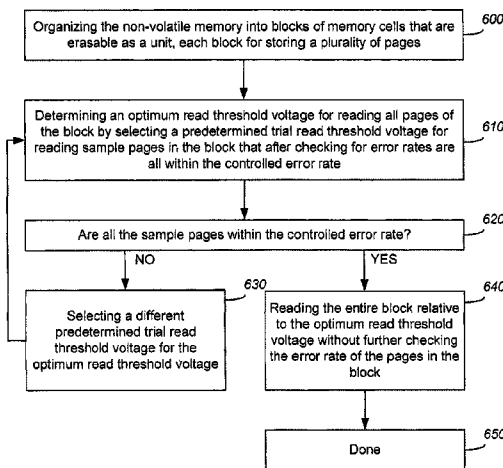 600
Organizing the non-volatile memory into blocks of memory cells that are
erasable as a unit, each block for storing a plurality of pages
610
Determining an optimum read threshold voltage for reading all pages of
the block by selecting a predetermined trial read threshold voltage for
reading sample pages in the block that after checking for error rates are
all within the controlled error rate
620
Are all the sample pages within the controlled error rate?
NO
YES
630
Selecting a different
predetermined trial read
threshold voltage for the
optimum read threshold voltage
640
Reading the entire block relative
to the optimum read threshold
voltage without further checking
the error rate of the pages in the
block
650
Done